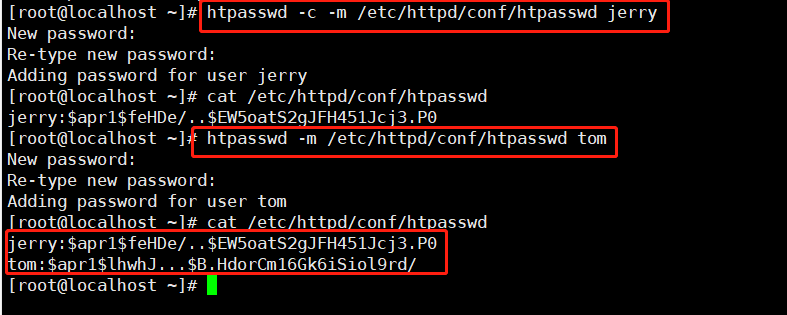 [root@localhost ~]# htpasswd -c -m /etc/httpd/conf/htpasswd jerry
New password:
Re-type new password:
Adding password for user jerry
[root@localhost ~]# cat /etc/httpd/conf/htpasswd
jerry:$apr1$feHDe/..$EW5oatS2gJFH451Jcj3.P0
[root@localhost ~]# htpasswd -m /etc/httpd/conf/htpasswd tom
New password:
Re-type new password:
Adding password for user tom
[root@localhost ~]# cat /etc/httpd/conf/htpasswd
jerry:$apr1$feHDe/..$EW5oatS2gJFH451Jcj3.P0
tom:$apr1$lhwhJ...$B.HdorCm16Gk6iSiol9rd/
[root@localhost ~]#